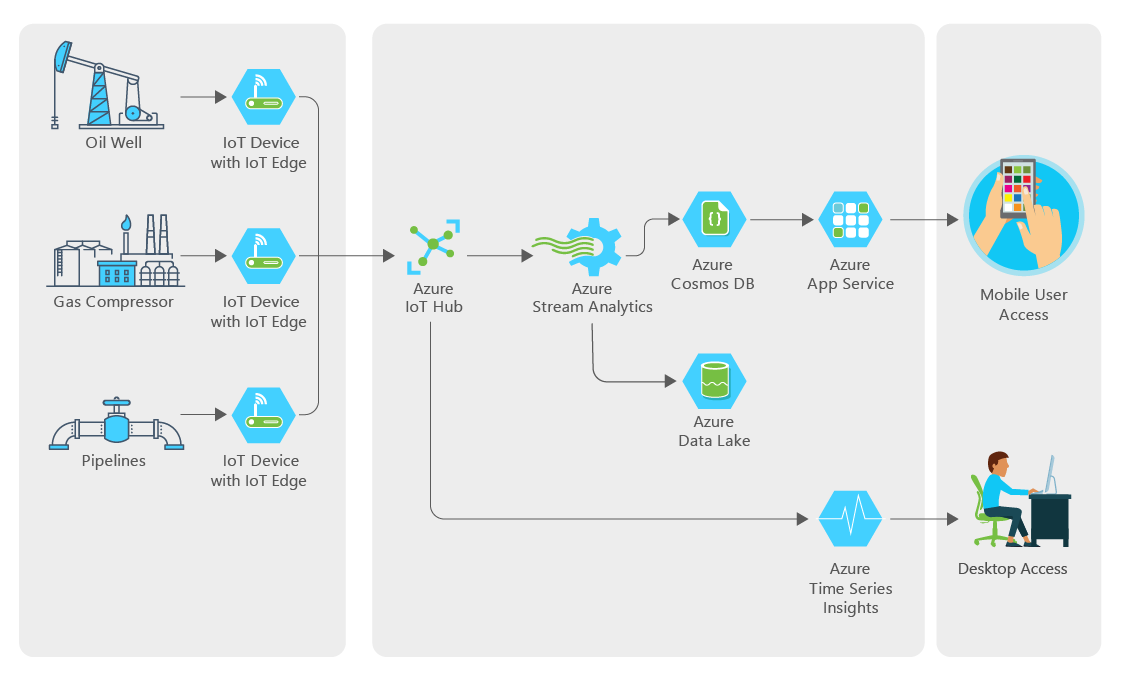 Oil Well
IoT Device
with IoT Edge
Gas Compressor
IoT Device
with IoT Edge
Pipelines
IoT Device
with IoT Edge
Azure
IoT Hub
Azure
Stream Analytics
Azure
Cosmos DB
Azure
App Service
Azure
Data Lake
Azure
Time Series
Insights
Mobile User
Access
Desktop Access